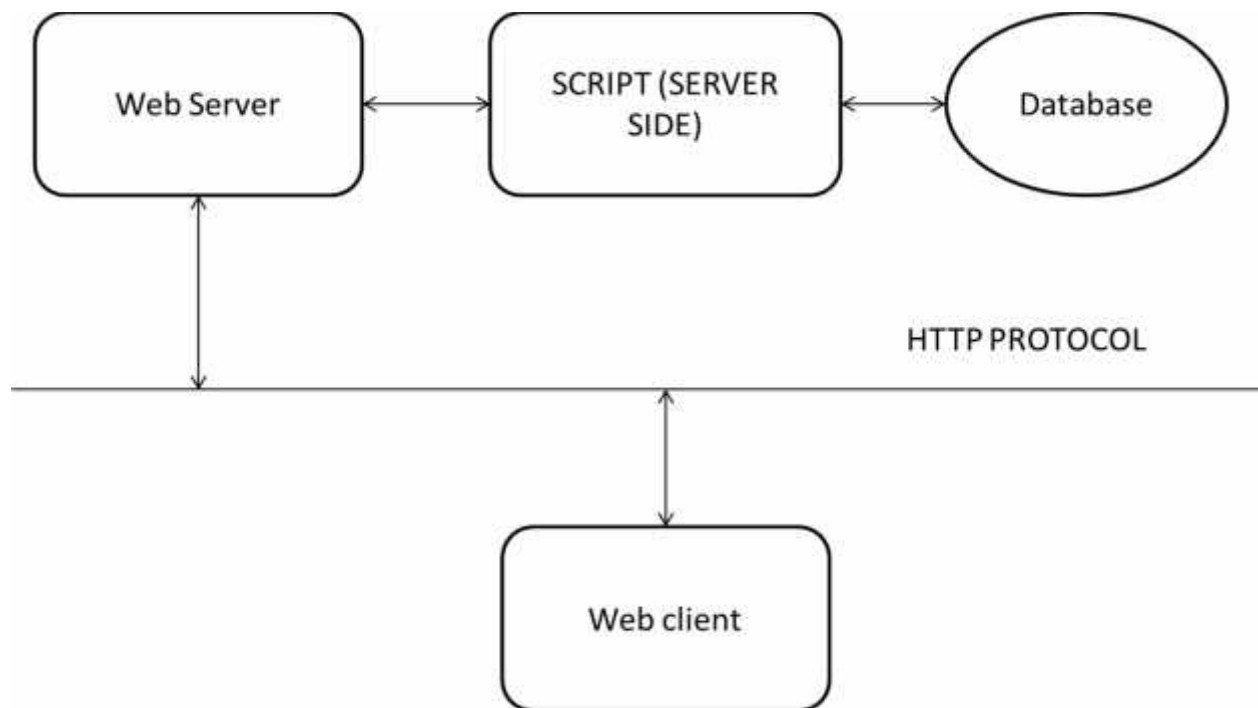 Web Server
SCRIPT (SERVER
SIDE)
Database
HTTP PROTOCOL
Web client